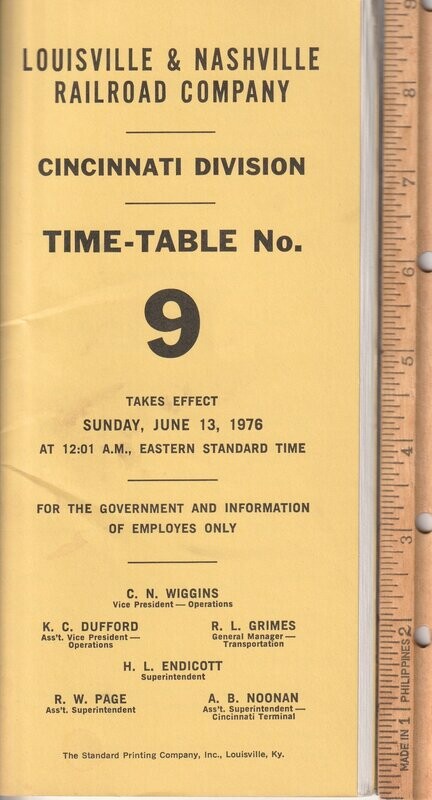 LOUISVILLE & NASHVILLE
RAILROAD COMPANY
CINCINNATI DIVISION
TIME-TABLE No.
9
TAKES EFFECT
SUNDAY, JUNE 13, 1976
AT 12:01 A.M., EASTERN STANDARD TIME
FOR THE GOVERNMENT AND INFORMATION
OF EMPLOYES ONLY
C. N. WIGGINS
Vice President — Operations
K. C. DUFFORD
Ass't. Vice President —
Operations
R. L. GRIMES
General Manager —
Transportation
H. L. ENDICOTT
Superintendent
R. W. PAGE
Ass't. Superintendent
A. B. NOONAN
Ass't. Superintendent —
Cincinnati Terminal
The Standard Printing Company, Inc., Louisville, Ky.
MADE IN PHILIPPINES
1
2
3
4
5
6
7
8
9